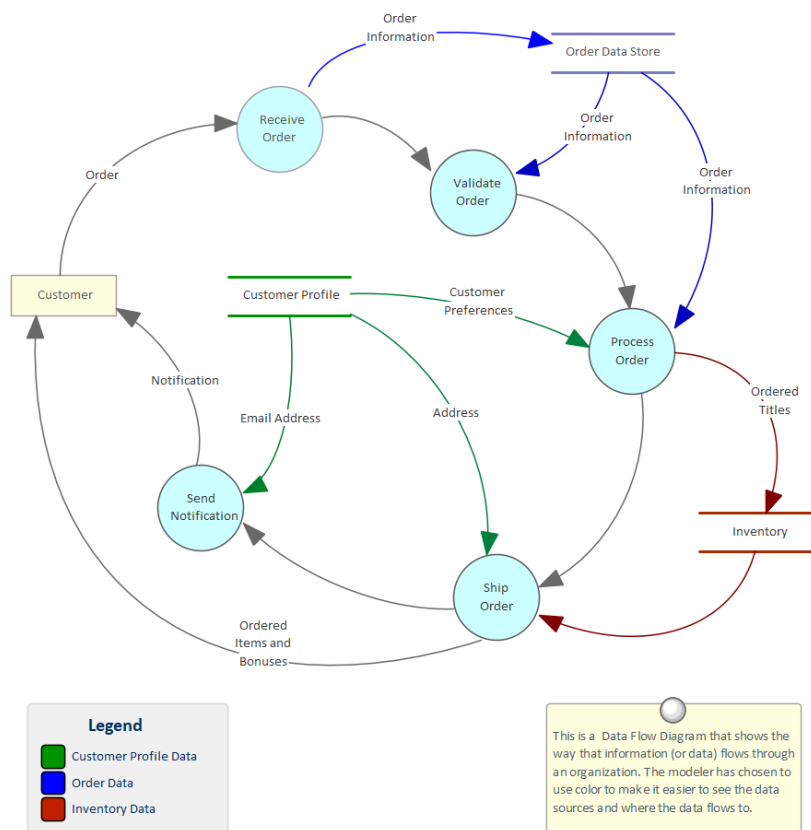 Order
Information
Order Data Store
Receive
Order
Order
Information
Validate
Order
Order
Information
Order
Customer
Customer Profile
Customer
Preferences
Process
Order
Notification
Email Address
Address
Ordered
Titles
Send
Notification
Inventory
Ship
Order
Ordered
Items and
Bonuses
Legend
Customer Profile Data
Order Data
Inventory Data
This is a  Data Flow Diagram that shows the
way that information (or data) flows through
an organization. The modeler has chosen to
use color to make it easier to see the data
sources and where the data flows to.